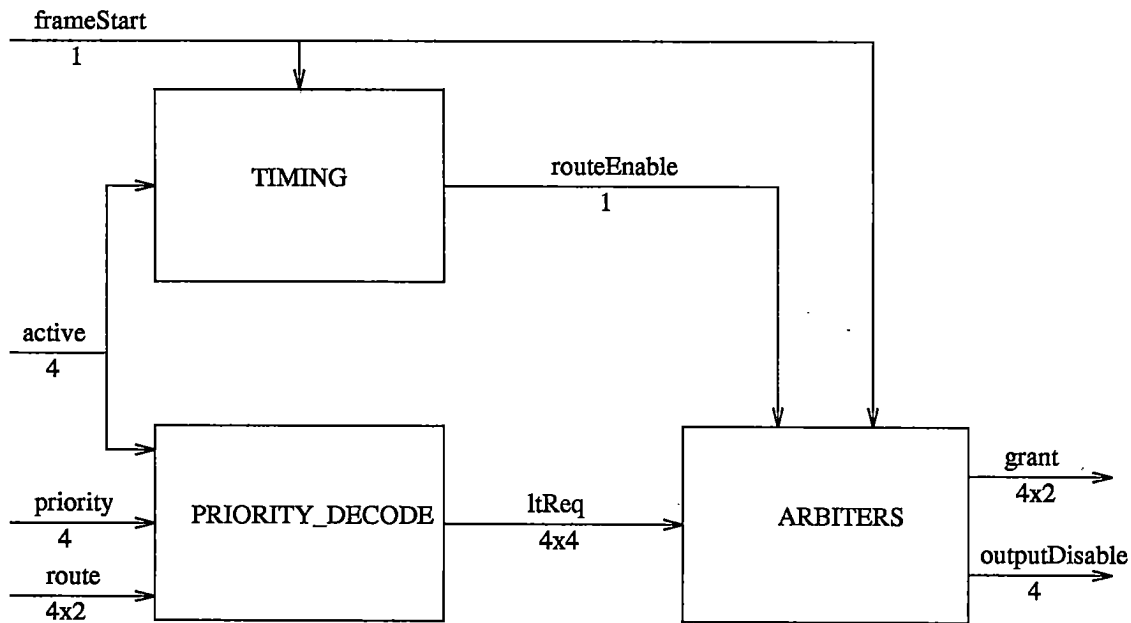 frameStart
1
TIMING
routeEnable
1
active
4
priority
4
PRIORITY_DECODE
ltReq
4x4
ARBITERS
grant
4x2
route
4x2
outputDisable
4